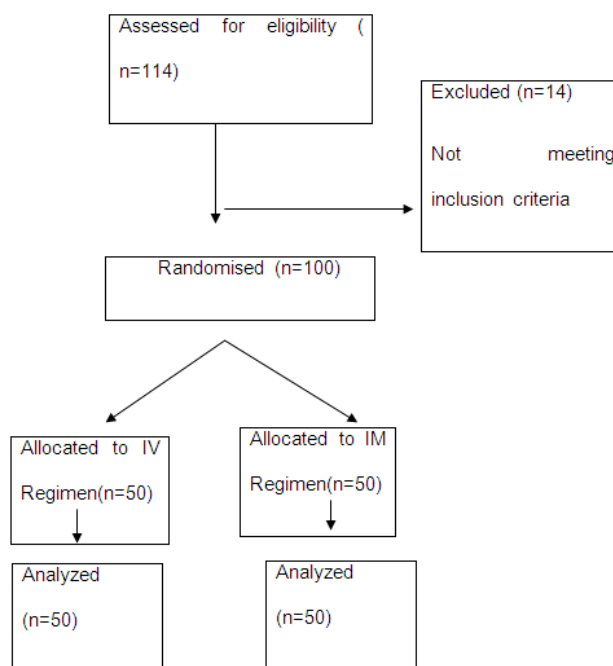 Assessed for eligibility (
n=114)
Excluded (n=14)
Not meeting
inclusion criteria
Randomised (n=100)
Allocated to IV
Regimen(n=50)
Allocated to IM
Regimen(n=50)
Analyzed
(n=50)
Analyzed
(n=50)